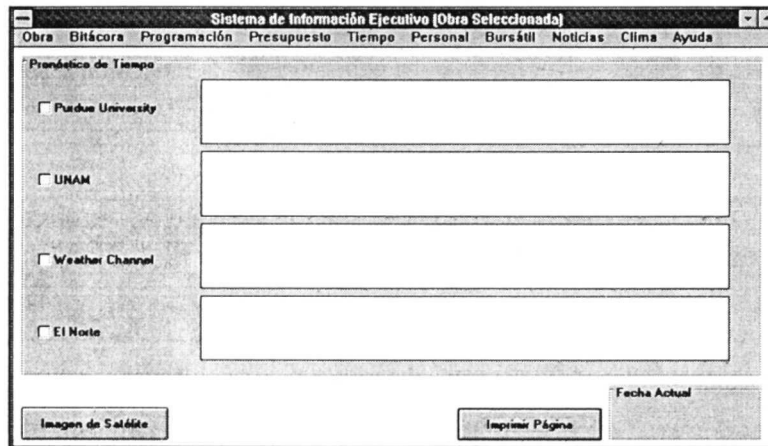 Sistema de Información Ejecutivo (Obra Seleccionada)
Obra Bitácora Programación Presupuesto Tiempo Personal Bursátil Noticias Clima Ayuda
Pronóstico de Tiempo
Purdue University
UNAM
Weather Channel
El Norte
Fecha Actual
Imagen de Satélite Imprimir Página